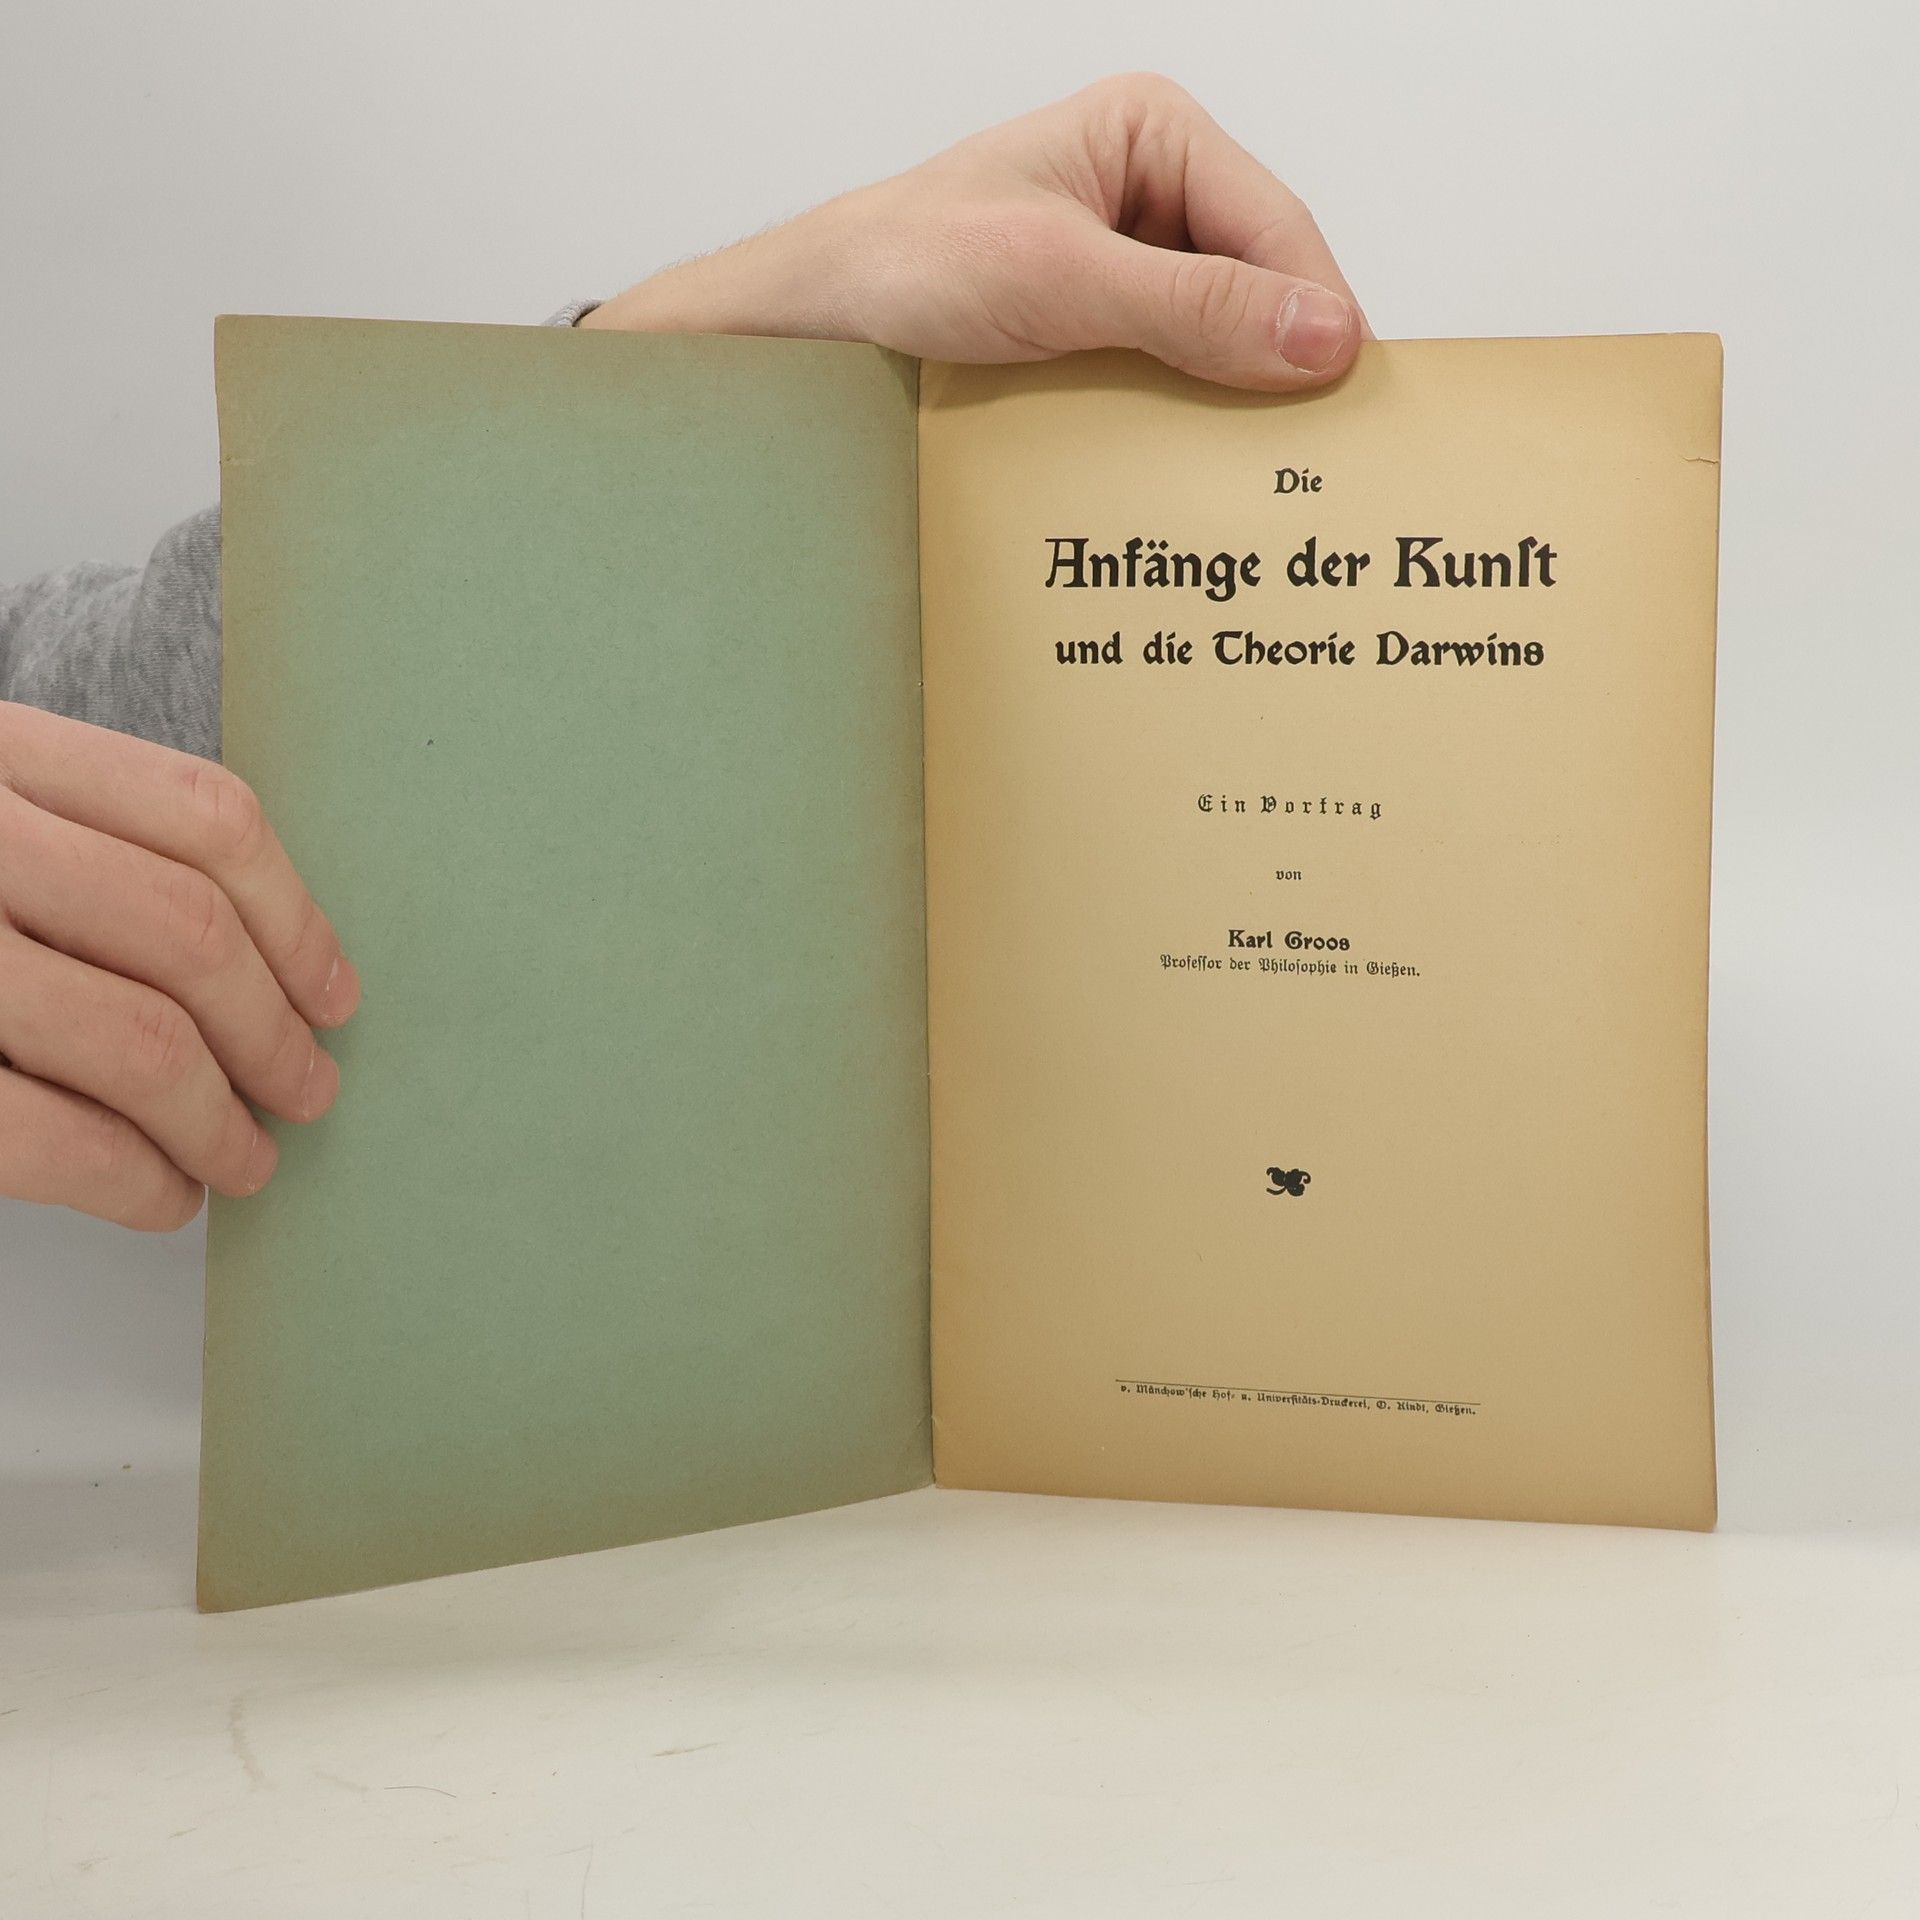 Die
Anfänge der Kunſt
und die Theorie Darwins
Ein Vortrag
von
Karl Groos
Profeſſor der Philoſophie in Gießen.
v. Münchow'ſche Hof- u. Univerſitäts-Druckerei, O. Kindt, Gießen.